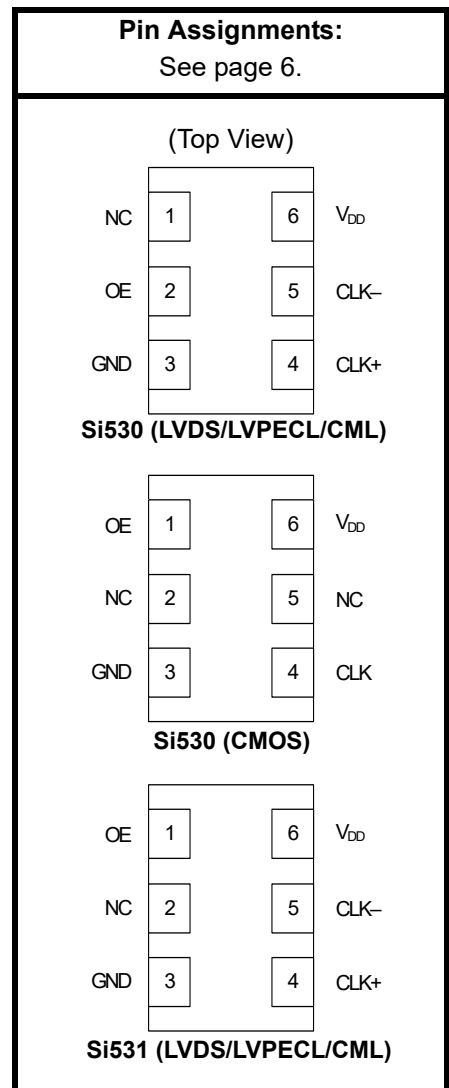 Pin Assignments:
See page 6.
(Top View)
NC 1 6 VDD
OE 2 5 CLK–
GND 3 4 CLK+
Si530 (LVDS/LVPECL/CML)
OE 1 6 VDD
NC 2 5 NC
GND 3 4 CLK
Si530 (CMOS)
OE 1 6 VDD
NC 2 5 CLK–
GND 3 4 CLK+
Si531 (LVDS/LVPECL/CML)